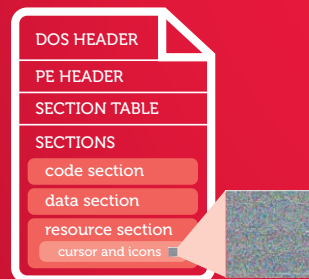 DOS HEADER
PE HEADER
SECTION TABLE
SECTIONS
code section
data section
resource section
cursor and icons